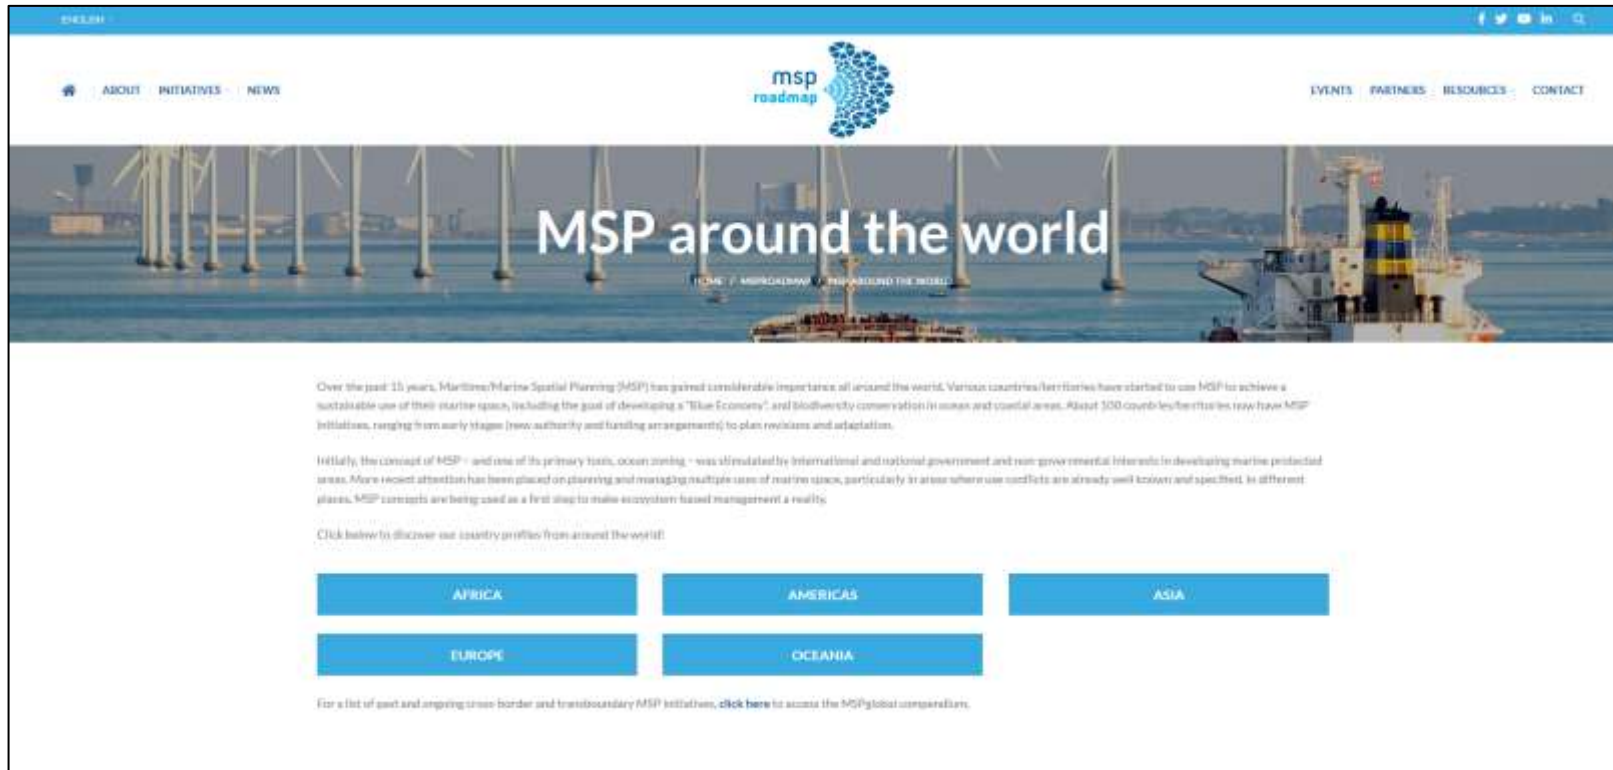 ENGLISH
ABOUT INITIATIVES NEWS
msp
roadmap
EVENTS PARTNERS RESOURCES CONTACT
MSP around the world
HOME / MSPROADMAP / MSP AROUND THE WORLD
Over the past 15 years, Maritime/Marine Spatial Planning (MSP) has gained considerable importance all around the world. Various countries/territories have started to use MSP to achieve a
sustainable use of their marine space, including the goal of developing a "Blue Economy", and biodiversity conservation in ocean and coastal areas. About 100 countries/territories now have MSP
initiatives, ranging from early stages (new authority and funding arrangements) to plan revisions and adaptation.
Initially, the concept of MSP – and one of its primary tools, ocean zoning – was stimulated by international and national government and non-governmental interests in developing marine protected
areas. More recent attention has been placed on planning and managing multiple uses of marine space, particularly in areas where use conflicts are already well known and specified. In different
places, MSP concepts are being used as a first step to make ecosystem-based management a reality.
Click below to discover our country profiles from around the world!
AFRICA
AMERICAS
ASIA
EUROPE
OCEANIA
For a list of past and ongoing cross-border and transboundary MSP initiatives, click here to access the MSPglobal compendium.